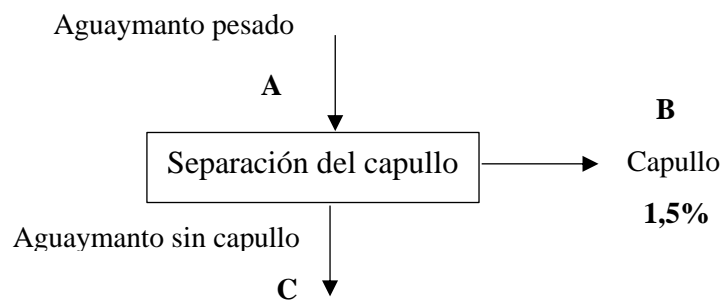 Aguaymanto pesado
A
B
Separación del capullo
Capullo
1,5%
Aguaymanto sin capullo
C